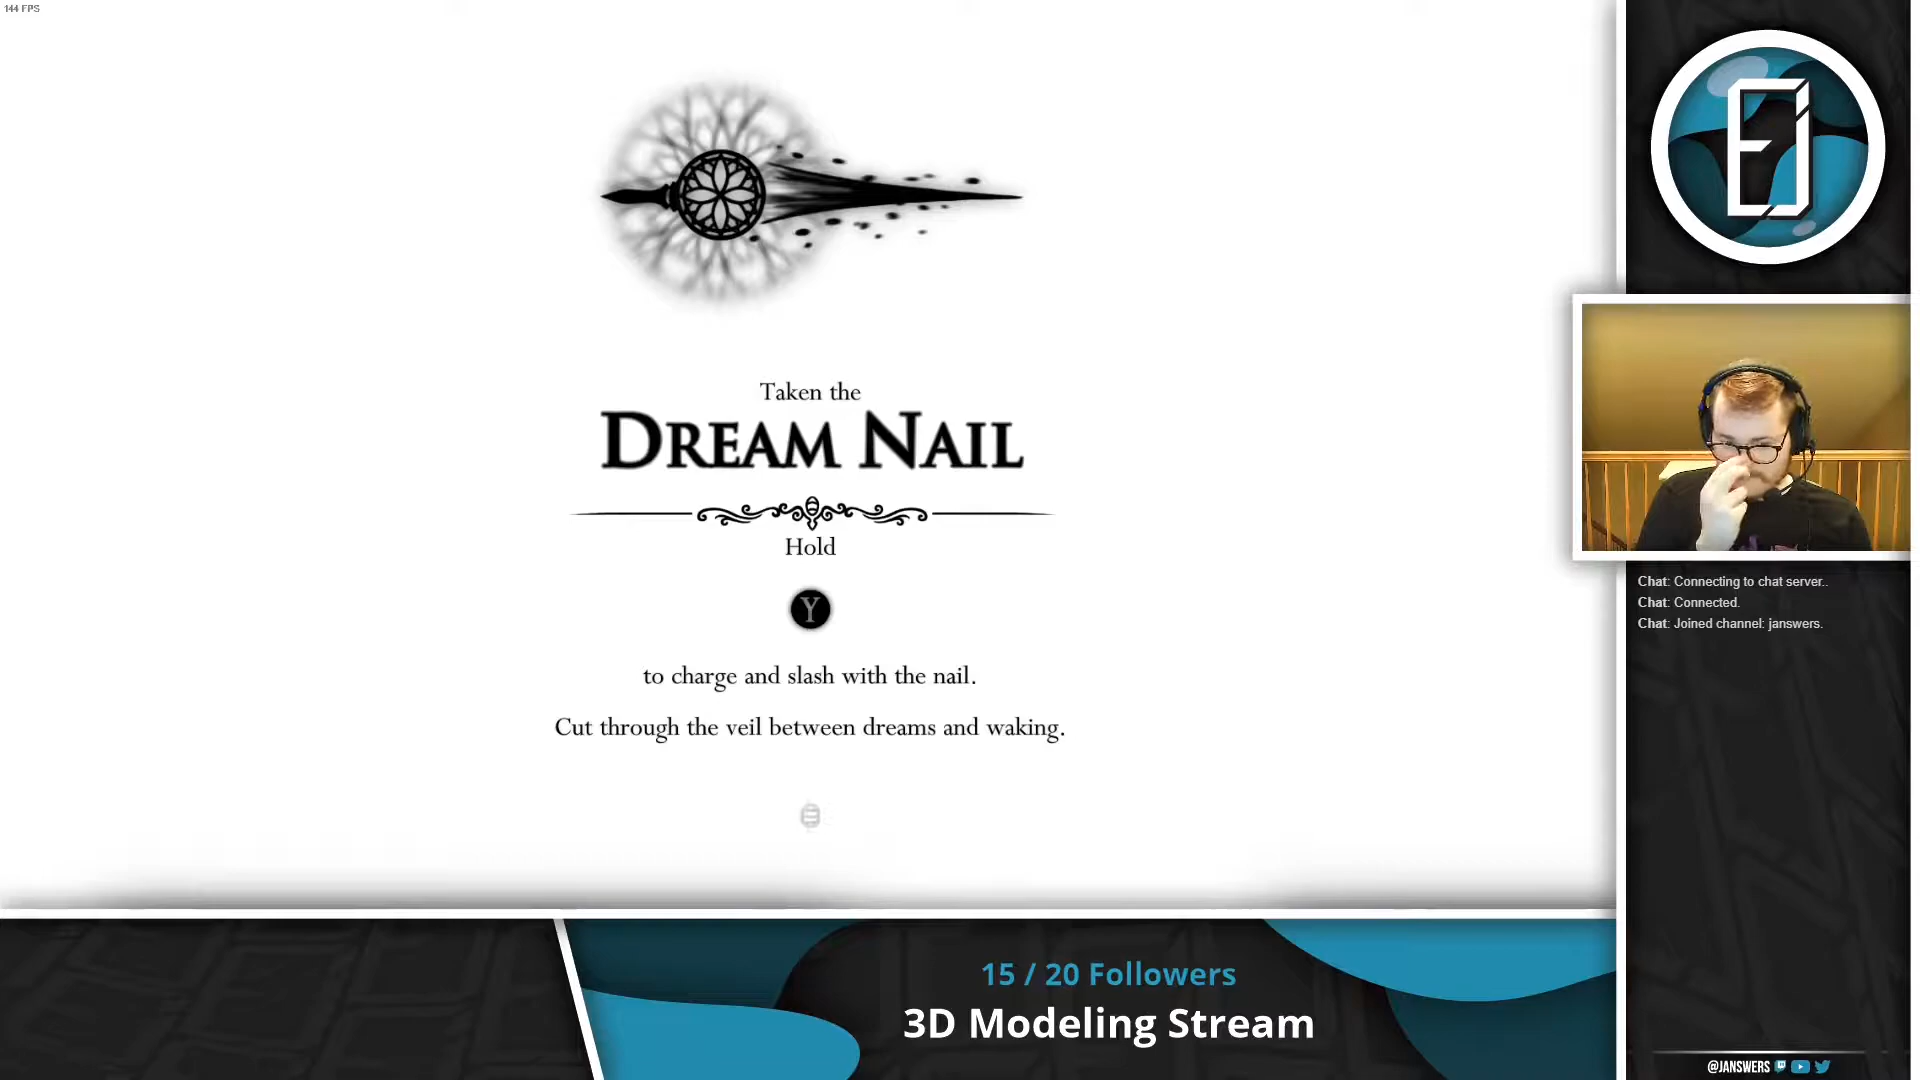 144 FPS
Taken the
DREAM NAIL
Hold
Y
to charge and slash with the nail.
Cut through the veil between dreams and waking.
Chat: Connecting to chat server..
Chat: Connected.
Chat: Joined channel: janswers.
15 / 20 Followers
3D Modeling Stream
@JANSWERS